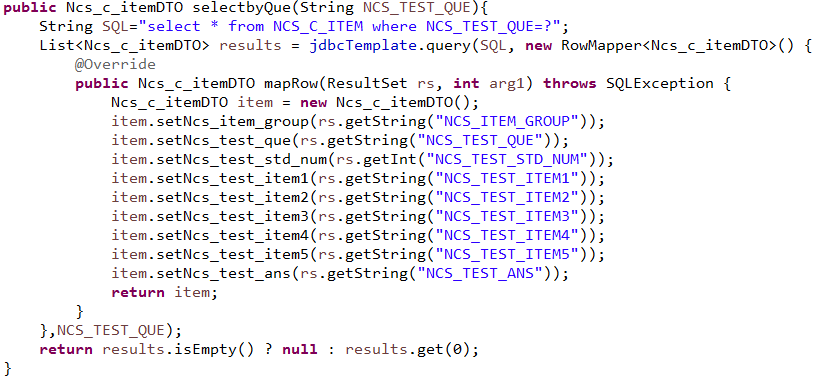 public Ncs_c_itemDTO selectbyQue(String NCS_TEST_QUE){
    String SQL="select * from NCS_C_ITEM where NCS_TEST_QUE=?";
    List<Ncs_c_itemDTO> results = jdbcTemplate.query(SQL, new RowMapper<Ncs_c_itemDTO>() {
        @Override
        public Ncs_c_itemDTO mapRow(ResultSet rs, int arg1) throws SQLException {
            Ncs_c_itemDTO item = new Ncs_c_itemDTO();
            item.setNcs_item_group(rs.getString("NCS_ITEM_GROUP"));
            item.setNcs_test_que(rs.getString("NCS_TEST_QUE"));
            item.setNcs_test_std_num(rs.getInt("NCS_TEST_STD_NUM"));
            item.setNcs_test_item1(rs.getString("NCS_TEST_ITEM1"));
            item.setNcs_test_item2(rs.getString("NCS_TEST_ITEM2"));
            item.setNcs_test_item3(rs.getString("NCS_TEST_ITEM3"));
            item.setNcs_test_item4(rs.getString("NCS_TEST_ITEM4"));
            item.setNcs_test_item5(rs.getString("NCS_TEST_ITEM5"));
            item.setNcs_test_ans(rs.getString("NCS_TEST_ANS"));
            return item;
        }
    },NCS_TEST_QUE);
    return results.isEmpty() ? null : results.get(0);
}